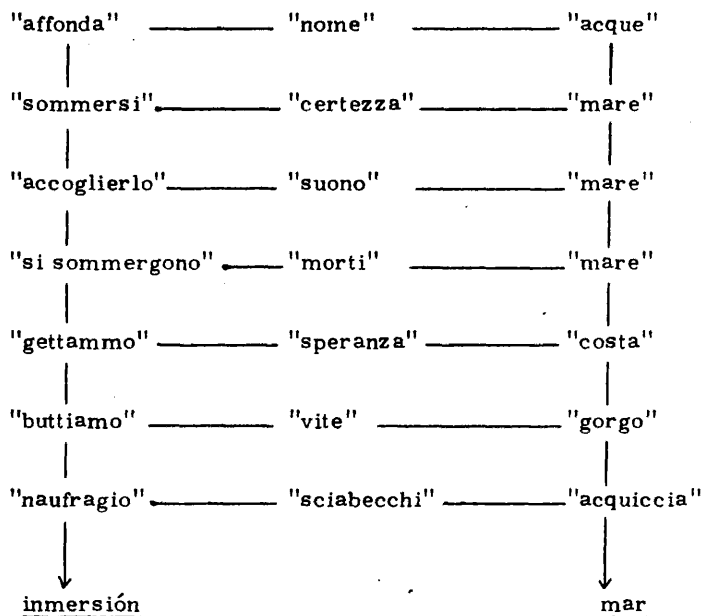 "affonda" "nome" "acque"
"sommersi" "certezza" "mare"
"accoglierlo" "suono" "mare"
"si sommergono" "morti" "mare"
"gettammo" "speranza" "costa"
"buttiamo" "vite" "gorgo"
"naufragio" "sciabecchi" "acquiccia"
inmersión mar